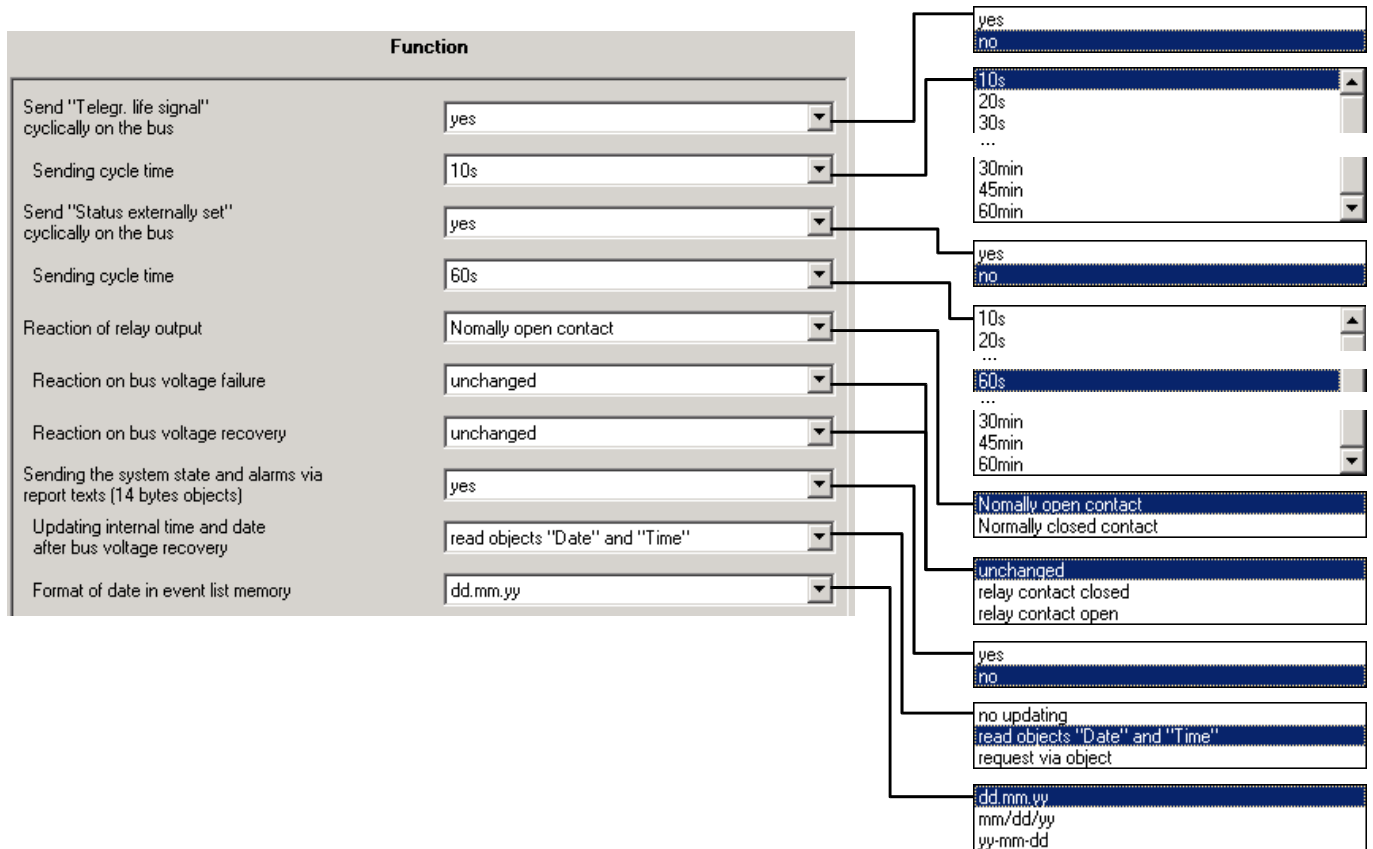 Function
Send "Telegr. life signal"
cyclically on the bus
yes
Sending cycle time
10s
Send "Status externally set"
cyclically on the bus
yes
Sending cycle time
60s
Reaction of relay output
Nomally open contact
Reaction on bus voltage failure
unchanged
Reaction on bus voltage recovery
unchanged
Sending the system state and alarms via
report texts (14 bytes objects)
yes
Updating internal time and date
after bus voltage recovery
read objects "Date" and "Time"
Format of date in event list memory
dd.mm.yy
yes
no
10s
20s
30s
...
30min
45min
60min
yes
no
10s
20s
...
60s
...
30min
45min
60min
Nomally open contact
Normally closed contact
unchanged
relay contact closed
relay contact open
yes
no
no updating
read objects "Date" and "Time"
request via object
dd.mm.yy
mm/dd/yy
yy-mm-dd